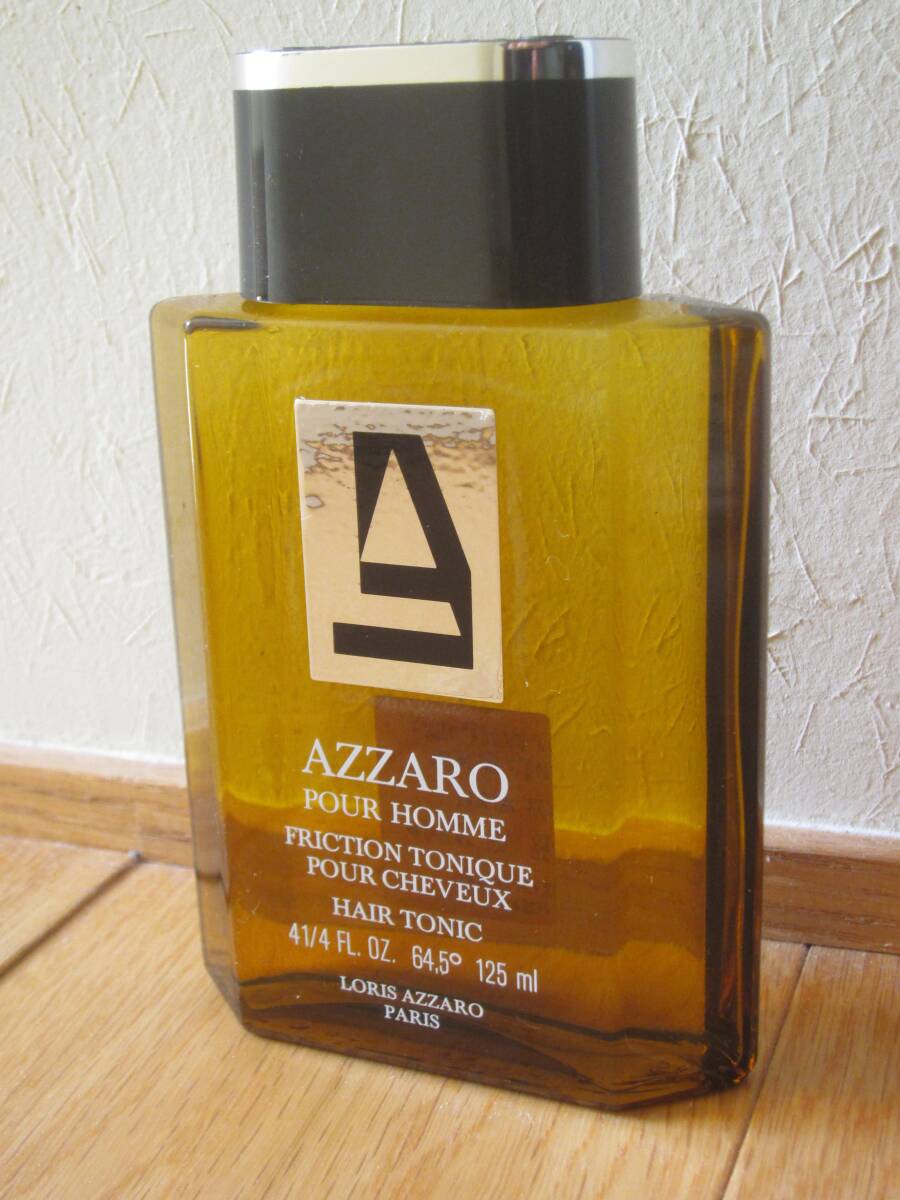 AZZARO
POUR HOMME
FRICTION TONIQUE
POUR CHEVEUX
HAIR TONIC
41/4 FL. OZ. 64,5° 125 ml
LORIS AZZARO
PARIS